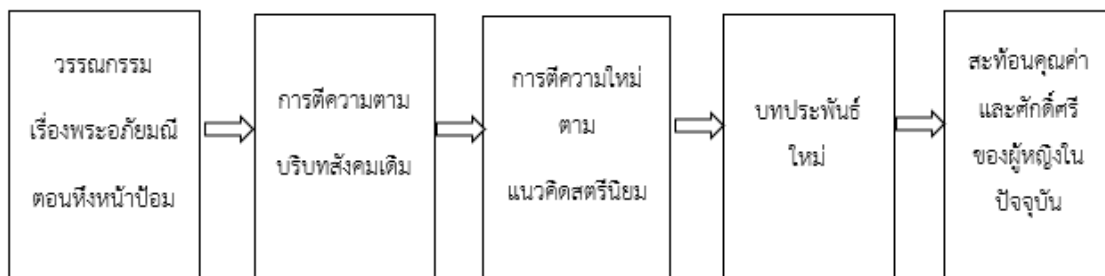 วรรณกรรม
เรื่องพระอภัยมณี
ตอนหึงหน้าป้อม
การตีความตาม
บริบทสังคมเดิม
การตีความใหม่
ตาม
แนวคิดสตรีนิยม
บทประพันธ์
ใหม่
สะท้อนคุณค่า
และศักดิ์ศรี
ของผู้หญิงใน
ปัจจุบัน